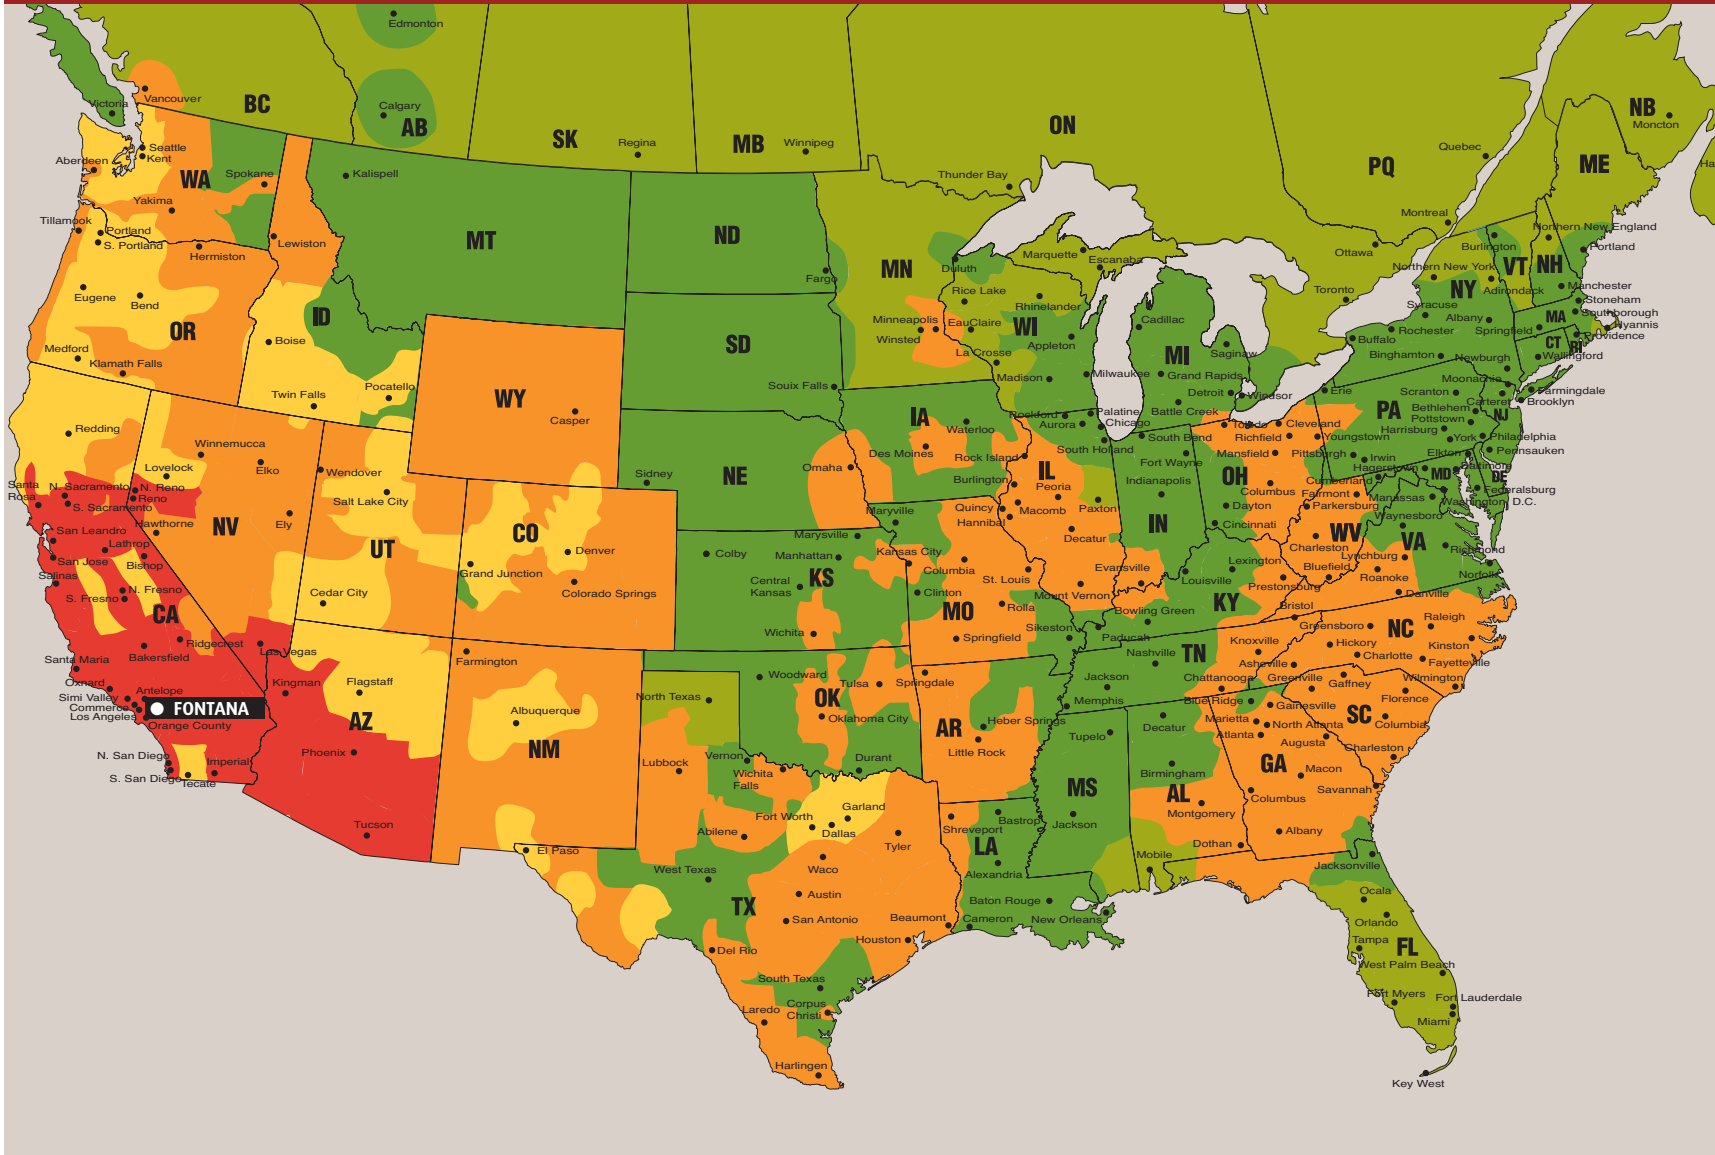 Edmonton
Victoria
Vancouver
BC
Calgary
AB
SK
Regina
MB
Winnipeg
ON
PQ
Quebec
NB
Moncton
ME
Ha
Aberdeen
Seattle
Kent
WA
Spokane
Kalispell
Yakima
Tillamook
Portland
S. Portland
Hermiston
Lewiston
MT
ND
Fargo
Thunder Bay
MN
Duluth
Marquette
Escanaba
Montreal
Ottawa
Toronto
Burlington
Northern New England
Portland
VT
NH
Northern New York
Adirondack
Manchester
Stoneham
Southborough
Hyannis
Providence
MA
CT
RI
Wallingford
NY
Syracuse
Albany
Springfield
Rochester
Buffalo
Binghamton
Newburgh
Eugene
Bend
OR
ID
Boise
Medford
Klamath Falls
Twin Falls
Pocatello
WY
Casper
SD
Souix Falls
Minneapolis
Winsted
EauClaire
Rice Lake
Rhinelander
WI
La Crosse
Appleton
Madison
Milwaukee
Cadillac
MI
Saginaw
Grand Rapids
Detroit
Windsor
Battle Creek
Erie
Scranton
Moonachie
Farmingdale
Brooklyn
Carteret
NJ
PA
Bethlehem
Pottstown
Harrisburg
York
Philadelphia
Pennsauken
Redding
Winnemucca
Elko
Lovelock
Wendover
Salt Lake City
Santa
Rosa
N. Sacramento
S. Sacramento
N. Reno
Reno
Hawthorne
NV
Ely
UT
San Leandro
Lathrop
San Jose
Bishop
Salinas
N. Fresno
S. Fresno
CA
Cedar City
Ridgecrest
Las Vegas
Bakersfield
Santa Maria
Oxnard
Antelope
Simi Valley
Commerce
Los Angeles
FONTANA
Orange County
N. San Diego
S. San Diego
Tecate
Imperial
Kingman
Flagstaff
AZ
Phoenix
Tucson
CO
Denver
Grand Junction
Colorado Springs
Farmington
Albuquerque
NM
El Paso
NE
Sidney
Omaha
IA
Waterloo
Des Moines
Rock Island
Burlington
Rockford
Palatine
Aurora
Chicago
South Holland
South Bend
IL
Peoria
Quincy
Macomb
Hannibal
Paxton
Decatur
Fort Wayne
Indianapolis
IN
Toledo
Cleveland
Richfield
Youngstown
Mansfield
OH
Columbus
Dayton
Cincinnati
Pittsburgh
Irwin
Cumberland
Hagerstown
Elkton
Baltimore
MD
DE
Federalsburg
Fairmont
Parkersburg
Manassas
Washington D.C.
Waynesboro
WV
VA
Charleston
Lynchburg
Richmond
Bluefield
Roanoke
Norfolk
Danville
Colby
Maryville
Marysville
Manhattan
KS
Central
Kansas
Wichita
Kansas City
Columbia
Clinton
MO
St. Louis
Rolla
Springfield
Mount Vernon
Evansville
Louisville
Lexington
Prestonsburg
Bowling Green
KY
Bristol
Sikeston
Paducah
Greensboro
Raleigh
NC
Hickory
Kinston
Charlotte
Fayetteville
Knoxville
Nashville
TN
Asheville
Jackson
Chattanooga
Memphis
Greenville
Gaffney
Wilmington
Florence
North Texas
Woodward
OK
Tulsa
Oklahoma City
Durant
Springdale
AR
Heber Springs
Little Rock
Tupelo
Decatur
Blue Ridge
Gainesville
Marietta
North Atlanta
Atlanta
Augusta
SC
Columbia
Charleston
GA
Macon
Savannah
Columbus
Albany
Birmingham
AL
Montgomery
Dothan
MS
Jackson
Mobile
Lubbock
Vernon
Wichita
Falls
Abilene
Fort Worth
Garland
Dallas
Tyler
Waco
West Texas
TX
Austin
San Antonio
Del Rio
Beaumont
Houston
South Texas
Corpus
Christi
Laredo
Harlingen
Shreveport
Bastrop
LA
Alexandria
Baton Rouge
Cameron
New Orleans
Jacksonville
Ocala
Orlando
Tampa
FL
West Palm Beach
Fort Myers
Fort Lauderdale
Miami
Key West